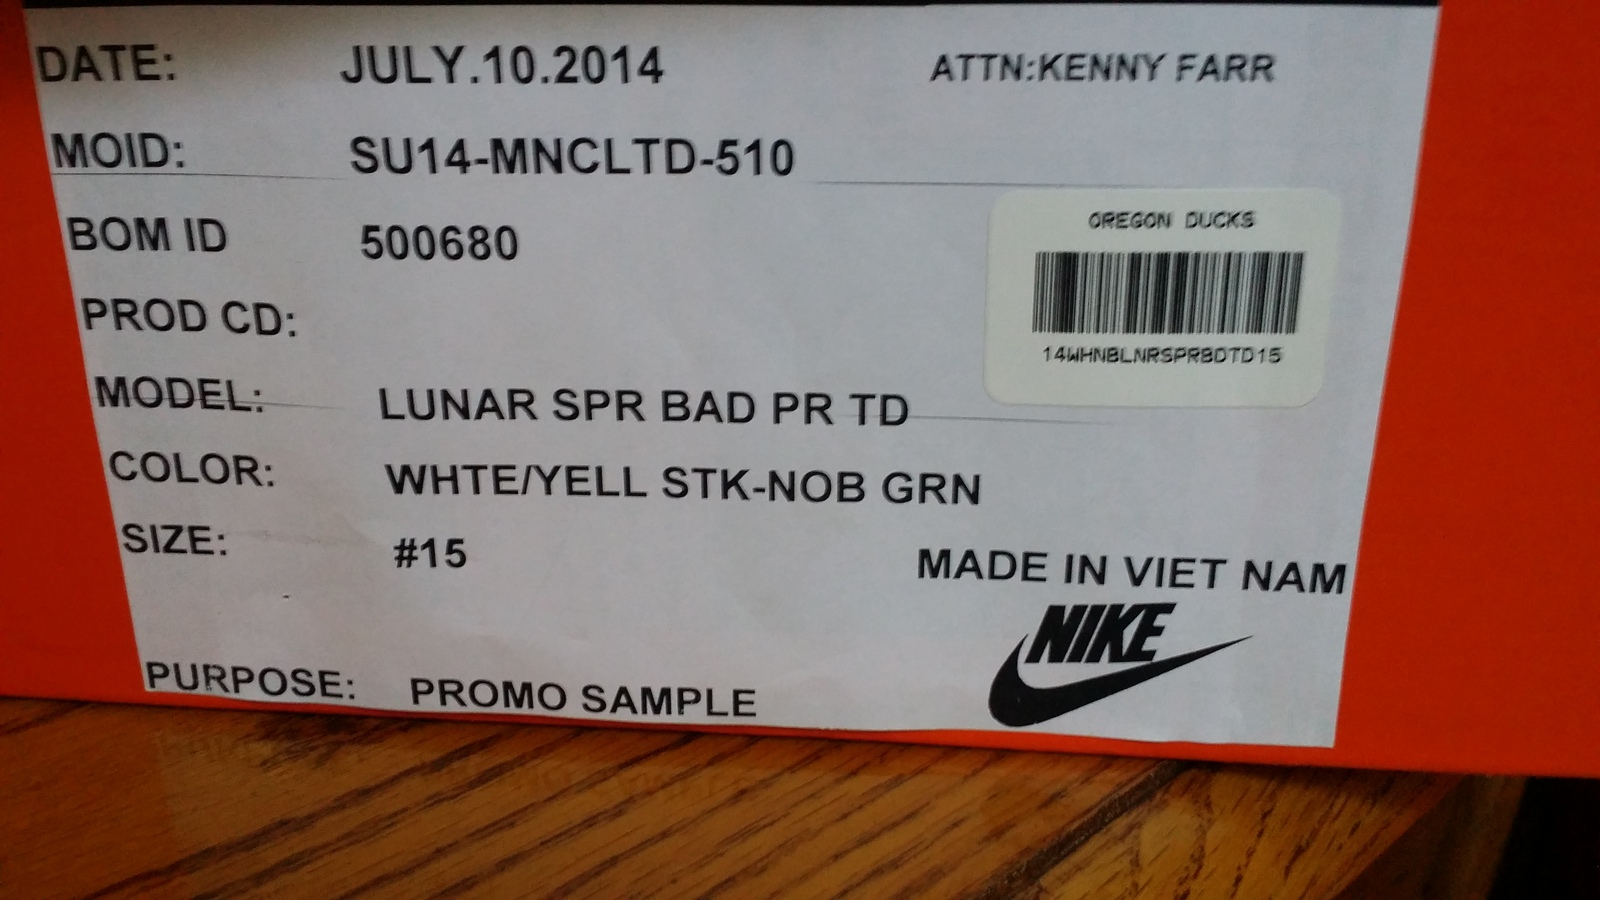 DATE: JULY.10.2014 ATTN:KENNY FARR
MOID: SU14-MNCLTD-510
BOM ID 500680
OREGON DUCKS
14WHNBLNRSPRBDTD15
PROD CD:
MODEL: LUNAR SPR BAD PR TD
COLOR: WHTE/YELL STK-NOB GRN
SIZE: #15
MADE IN VIET NAM
NIKE
PURPOSE: PROMO SAMPLE